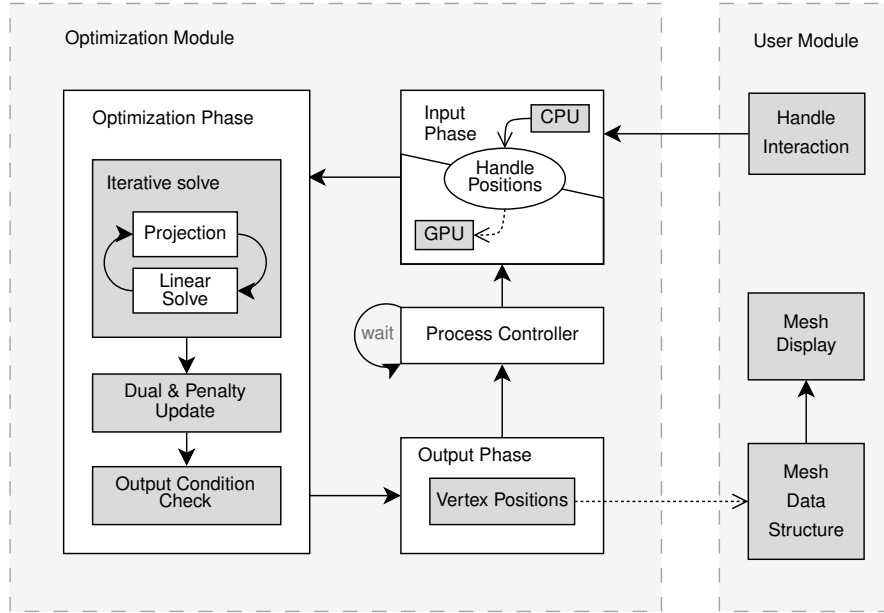 Optimization Module
Optimization Phase
Iterative solve
Projection
Linear
Solve
Dual & Penalty
Update
Output Condition
Check
Input
Phase
CPU
Handle
Positions
GPU
wait
Process Controller
Output Phase
Vertex Positions
User Module
Handle
Interaction
Mesh
Display
Mesh
Data
Structure